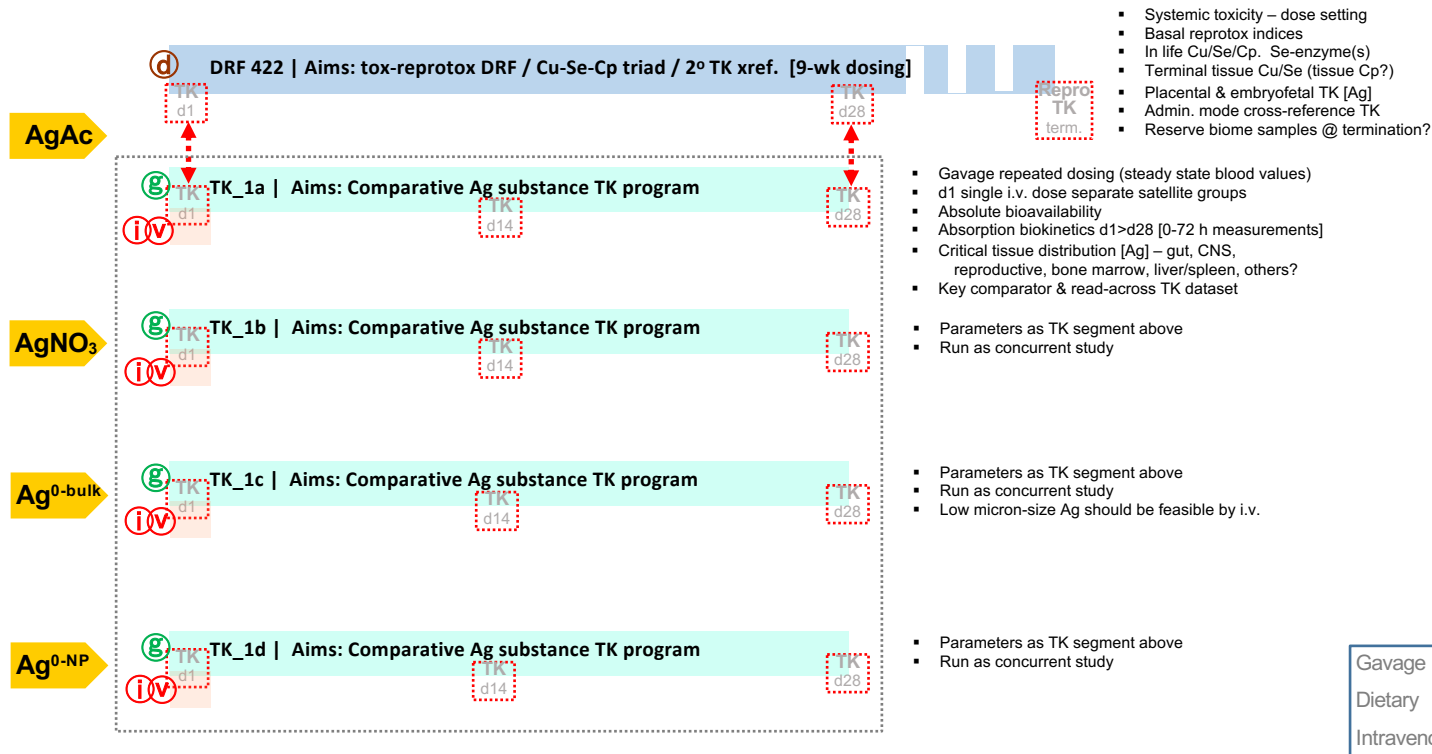 ▪ Systemic toxicity – dose setting
▪ Basal reprotox indices
▪ In life Cu/Se/Cp. Se-enzyme(s)
▪ Terminal tissue Cu/Se (tissue Cp?)
▪ Placental & embryofetal TK [Ag]
▪ Admin. mode cross-reference TK
▪ Reserve biome samples @ termination?
d
DRF 422 | Aims: tox-reprotox DRF / Cu-Se-Cp triad / 2º TK xref. [9-wk dosing]
TK
d1
TK
d28
Repro
TK
term.
AgAc
g
TK_1a | Aims: Comparative Ag substance TK program
TK
d1
TK
d14
TK
d28
iv
▪ Gavage repeated dosing (steady state blood values)
▪ d1 single i.v. dose separate satellite groups
▪ Absolute bioavailability
▪ Absorption biokinetics d1>d28 [0-72 h measurements]
▪ Critical tissue distribution [Ag] – gut, CNS,
reproductive, bone marrow, liver/spleen, others?
▪ Key comparator & read-across TK dataset
AgNO₃
g
TK_1b | Aims: Comparative Ag substance TK program
TK
d1
TK
d14
TK
d28
iv
▪ Parameters as TK segment above
▪ Run as concurrent study
Ag⁰⁻ᵇᵘˡᵏ
g
TK_1c | Aims: Comparative Ag substance TK program
TK
d1
TK
d14
TK
d28
iv
▪ Parameters as TK segment above
▪ Run as concurrent study
▪ Low micron-size Ag should be feasible by i.v.
Ag⁰⁻ᴺᴾ
g
TK_1d | Aims: Comparative Ag substance TK program
TK
d1
TK
d14
TK
d28
iv
▪ Parameters as TK segment above
▪ Run as concurrent study
Gavage
Dietary